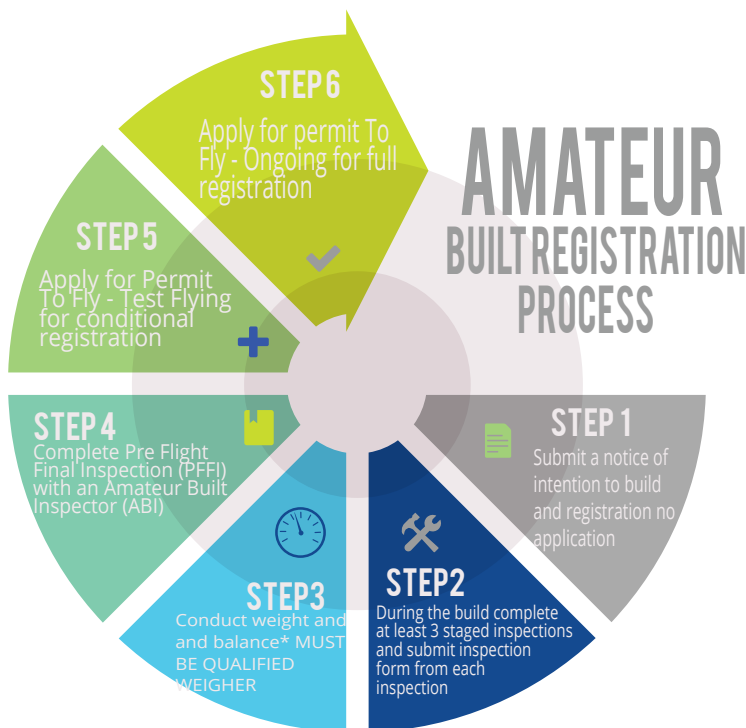 AMATEUR
BUILT REGISTRATION
PROCESS
STEP 1
Submit a notice of
intention to build
and registration no
application
STEP2
During the build complete
at least 3 staged inspections
and submit inspection
form from each
inspection
STEP3
Conduct weight and
and balance* MUST
BE QUALIFIED
WEIGHER
STEP 4
Complete Pre Flight
Final Inspection (PFFI)
with an Amateur Built
Inspector (ABI)
STEP 5
Apply for Permit
To Fly - Test Flying
for conditional
registration
STEP 6
Apply for permit To
Fly - Ongoing for full
registration